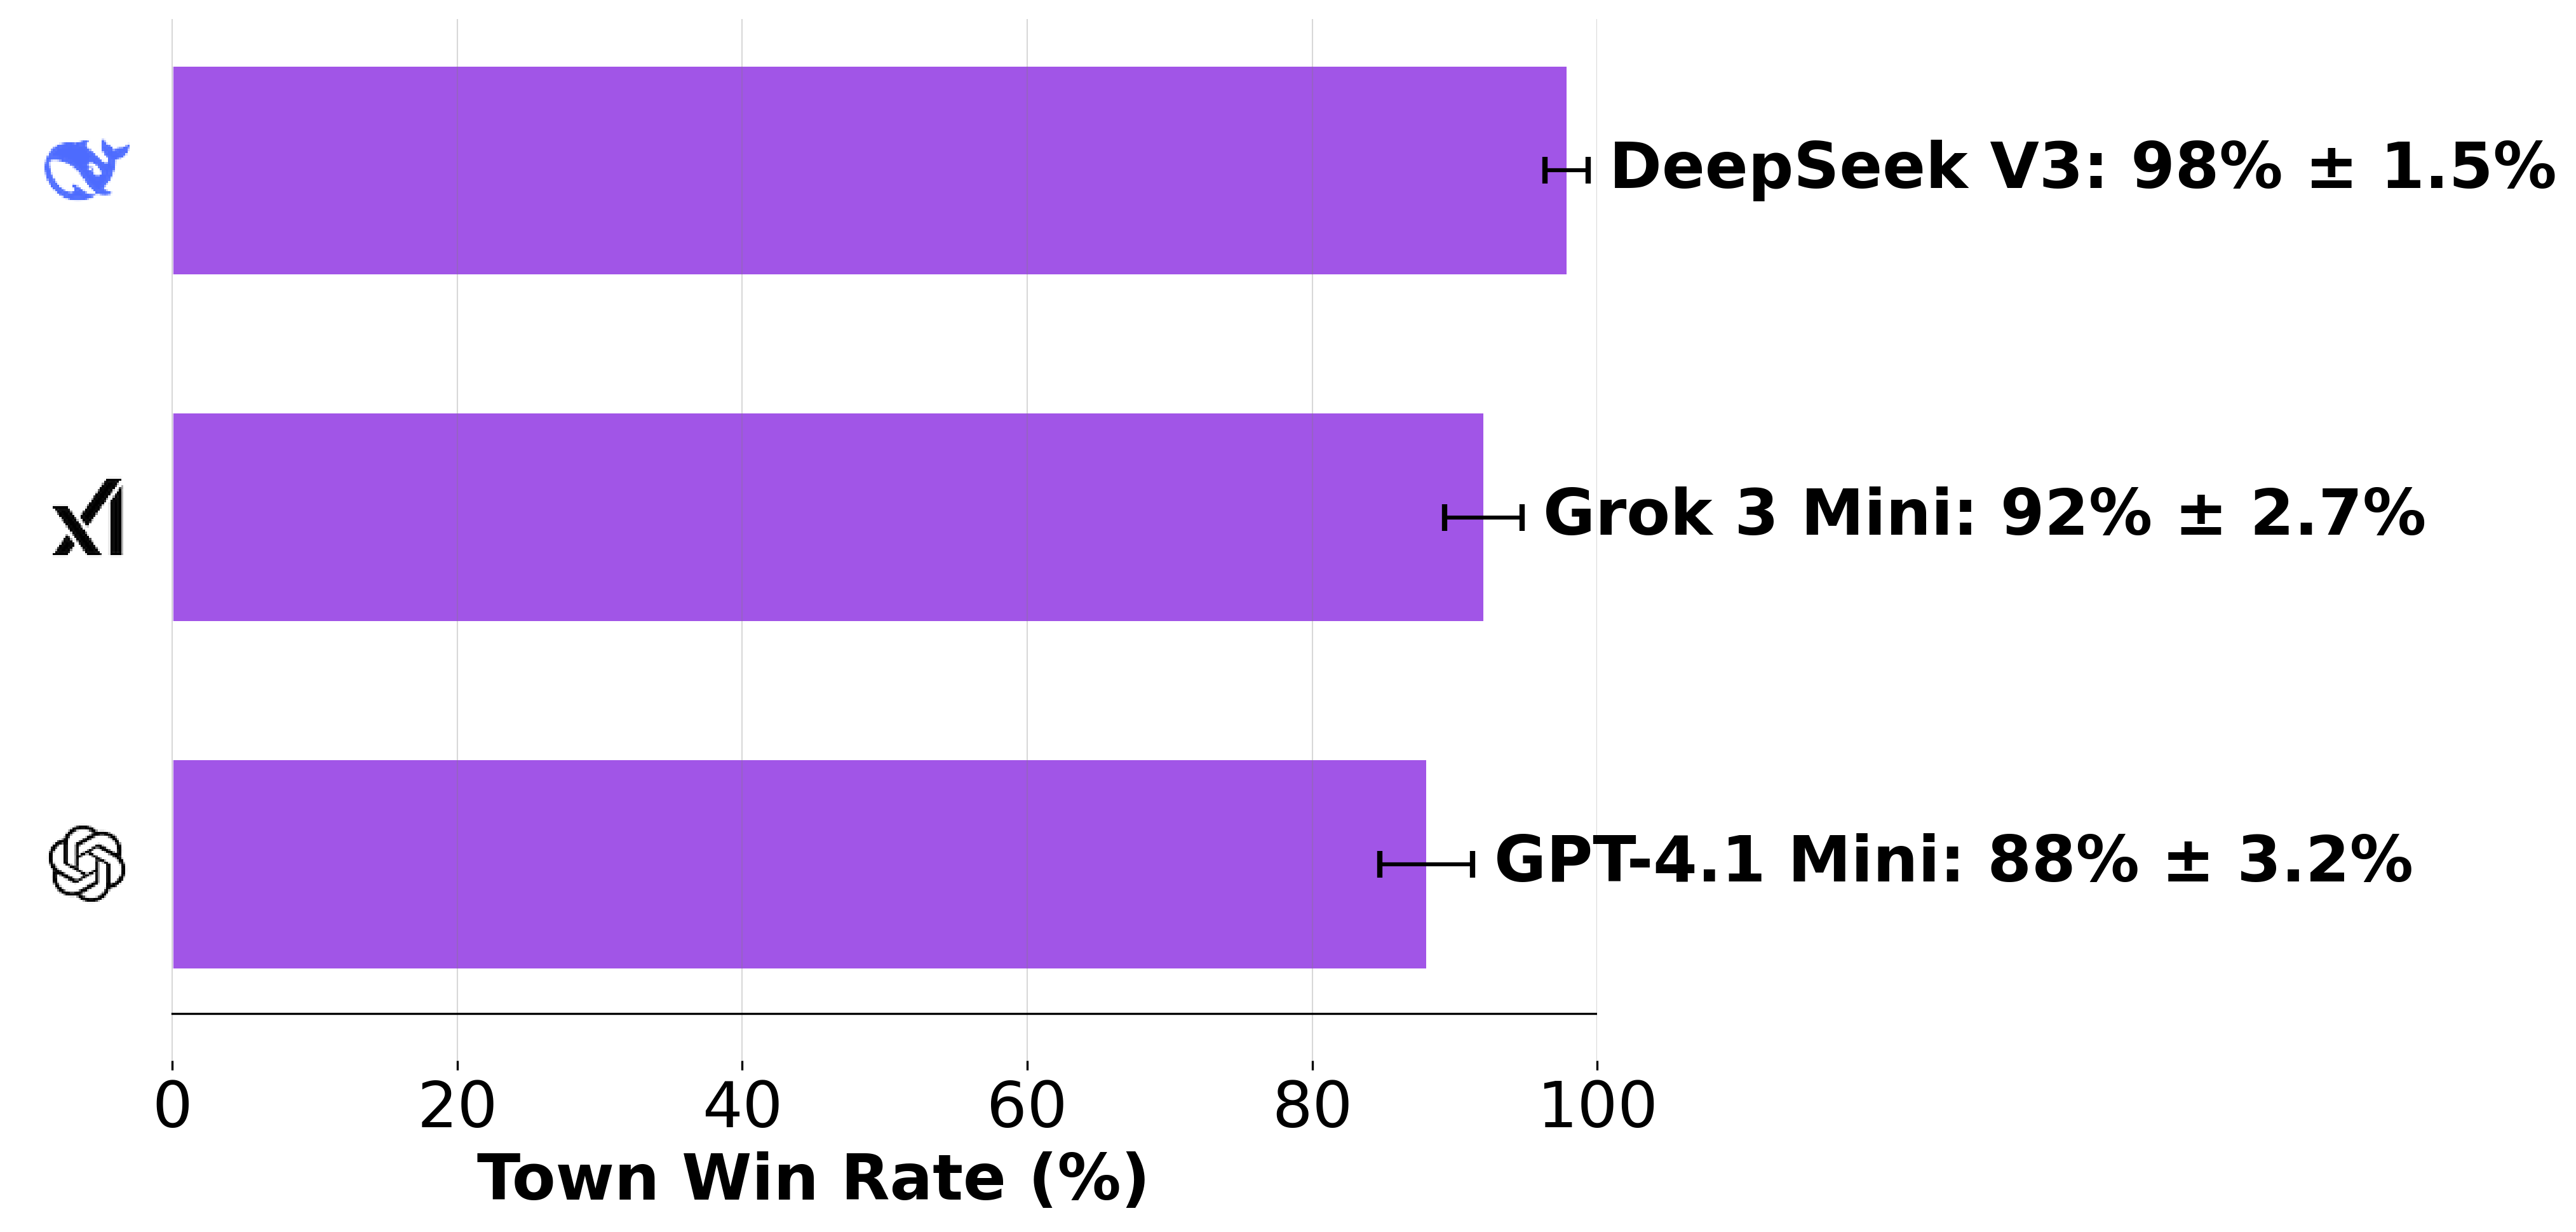 DeepSeek V3: 98% ± 1.5%
Grok 3 Mini: 92% ± 2.7%
GPT-4.1 Mini: 88% ± 3.2%
0 20 40 60 80 100
Town Win Rate (%)